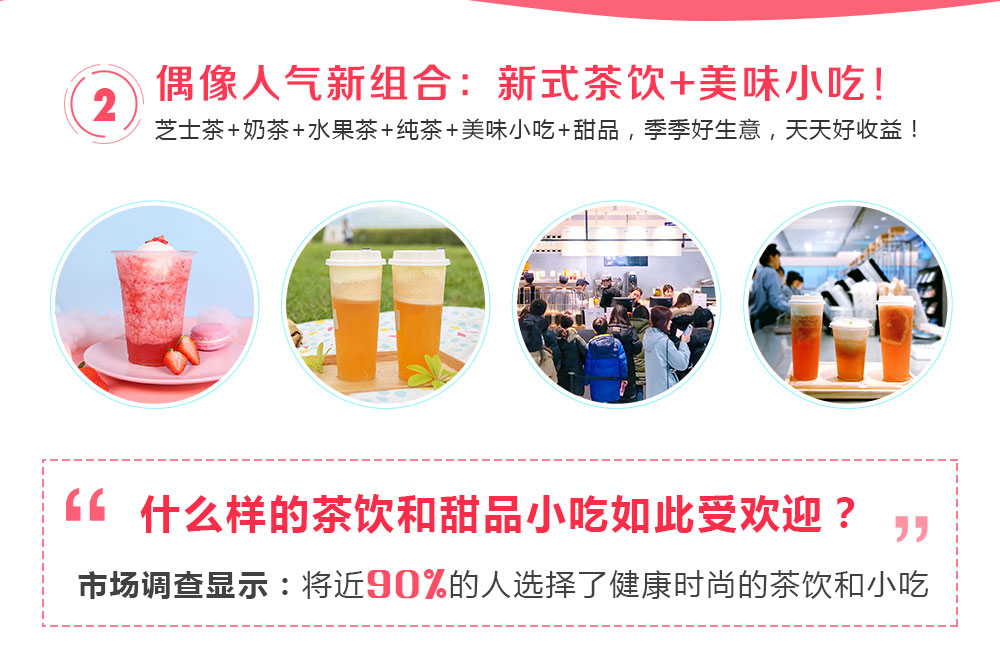 2
偶像人气新组合：新式茶饮+美味小吃！
芝士茶+奶茶+水果茶+纯茶+美味小吃+甜品，季季好生意，天天好收益！
“什么样的茶饮和甜品小吃如此受欢迎？”
市场调查显示：将近90%的人选择了健康时尚的茶饮和小吃